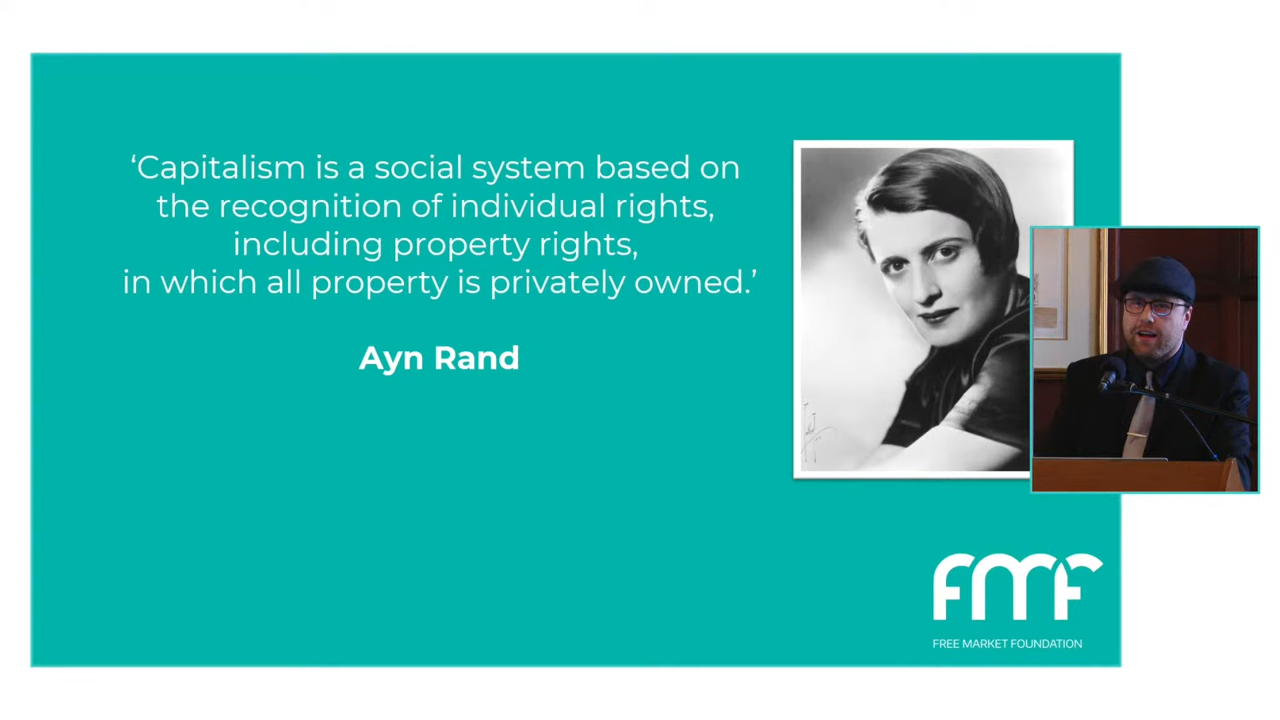 ‘Capitalism is a social system based on
the recognition of individual rights,
including property rights,
in which all property is privately owned.’
Ayn Rand
FMF
FREE MARKET FOUNDATION